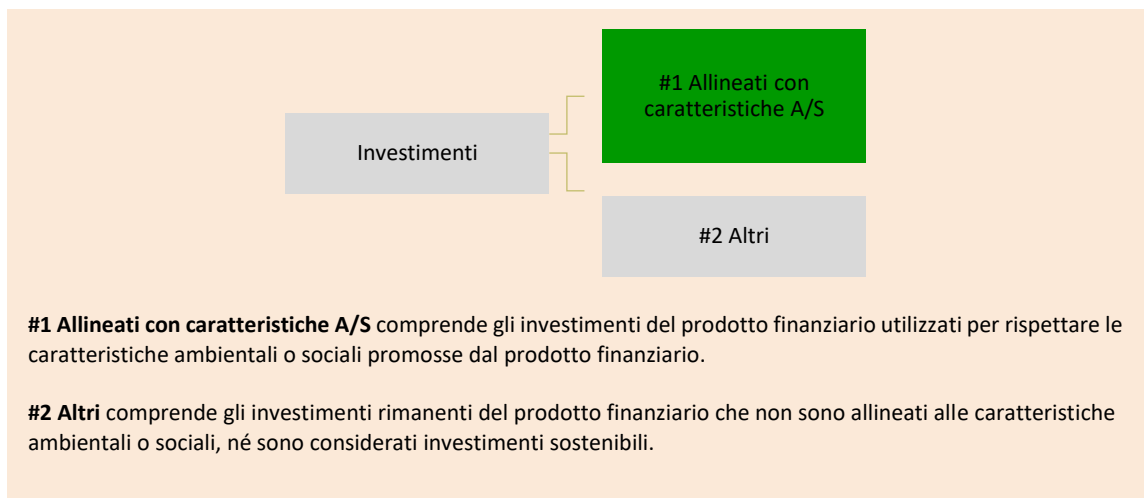 #1 Allineati con
caratteristiche A/S
Investimenti
#2 Altri
#1 Allineati con caratteristiche A/S comprende gli investimenti del prodotto finanziario utilizzati per rispettare le
caratteristiche ambientali o sociali promosse dal prodotto finanziario.
#2 Altri comprende gli investimenti rimanenti del prodotto finanziario che non sono allineati alle caratteristiche
ambientali o sociali, né sono considerati investimenti sostenibili.